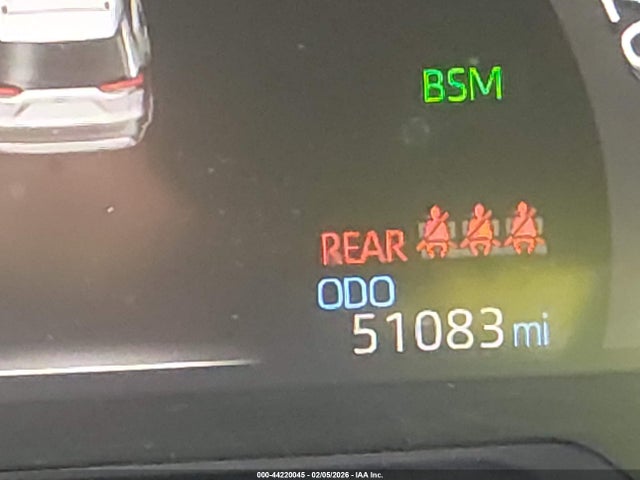 BSM
REAR
ODO
51083 mi
000-44220045 - 02/05/2026 - IAA Inc.